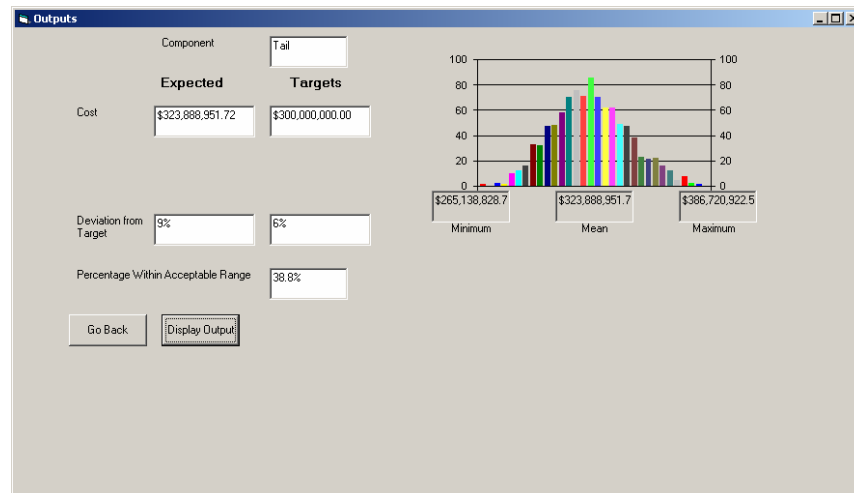 Outputs
Component
Tail
Expected
Targets
Cost
$323,888,951.72
$300,000,000.00
Deviation from
Target
9%
6%
Percentage Within Acceptable Range
38.8%
Go Back
Display Output
100
80
60
40
20
0
100
80
60
40
20
0
$265,138,828.7
$323,888,951.7
$386,720,922.5
Minimum
Mean
Maximum